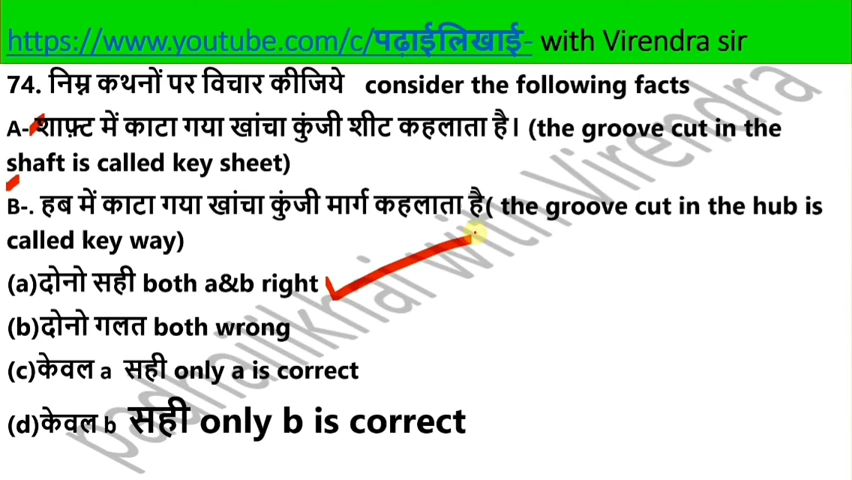 https://www.youtube.com/c/पढ़ाईलिखाई- with Virendra sir
74. निम्न कथनों पर विचार कीजिये consider the following facts
A- शाफ़्ट में काटा गया खांचा कुंजी शीट कहलाता है। (the groove cut in the
shaft is called key sheet)
B-. हब में काटा गया खांचा कुंजी मार्ग कहलाता है( the groove cut in the hub is
called key way)
(a)दोनो सही both a&b right
(b)दोनो गलत both wrong
(c)केवल a सही only a is correct
(d)केवल b सही only b is correct
padhailikhai with Virendra